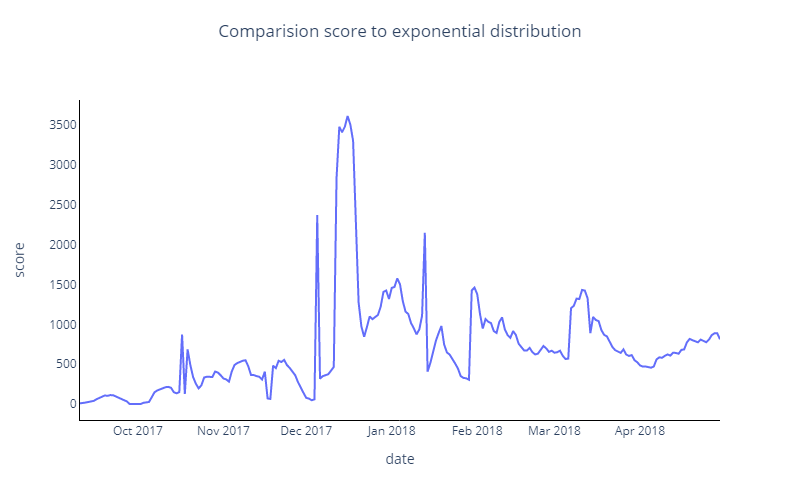 Comparision score to exponential distribution
3500
3000
2500
2000
1500
1000
500
0
score
Oct 2017 Nov 2017 Dec 2017 Jan 2018 Feb 2018 Mar 2018 Apr 2018
date